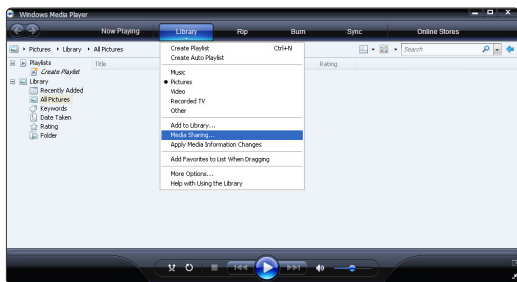 Windows Media Player
Now Playing Library Rip Burn Sync Online Stores
Pictures Library All Pictures
Search
Title Rating
Playlists
Create Playlist
Library
Recently Added
All Pictures
Keywords
Date Taken
Rating
Folder
Create Playlist Ctrl+N
Create Auto Playlist
Music
Pictures
Video
Recorded TV
Other
Add to Library...
Media Sharing...
Apply Media Information Changes
Add Favorites to List When Dragging
More Options...
Help with Using the Library